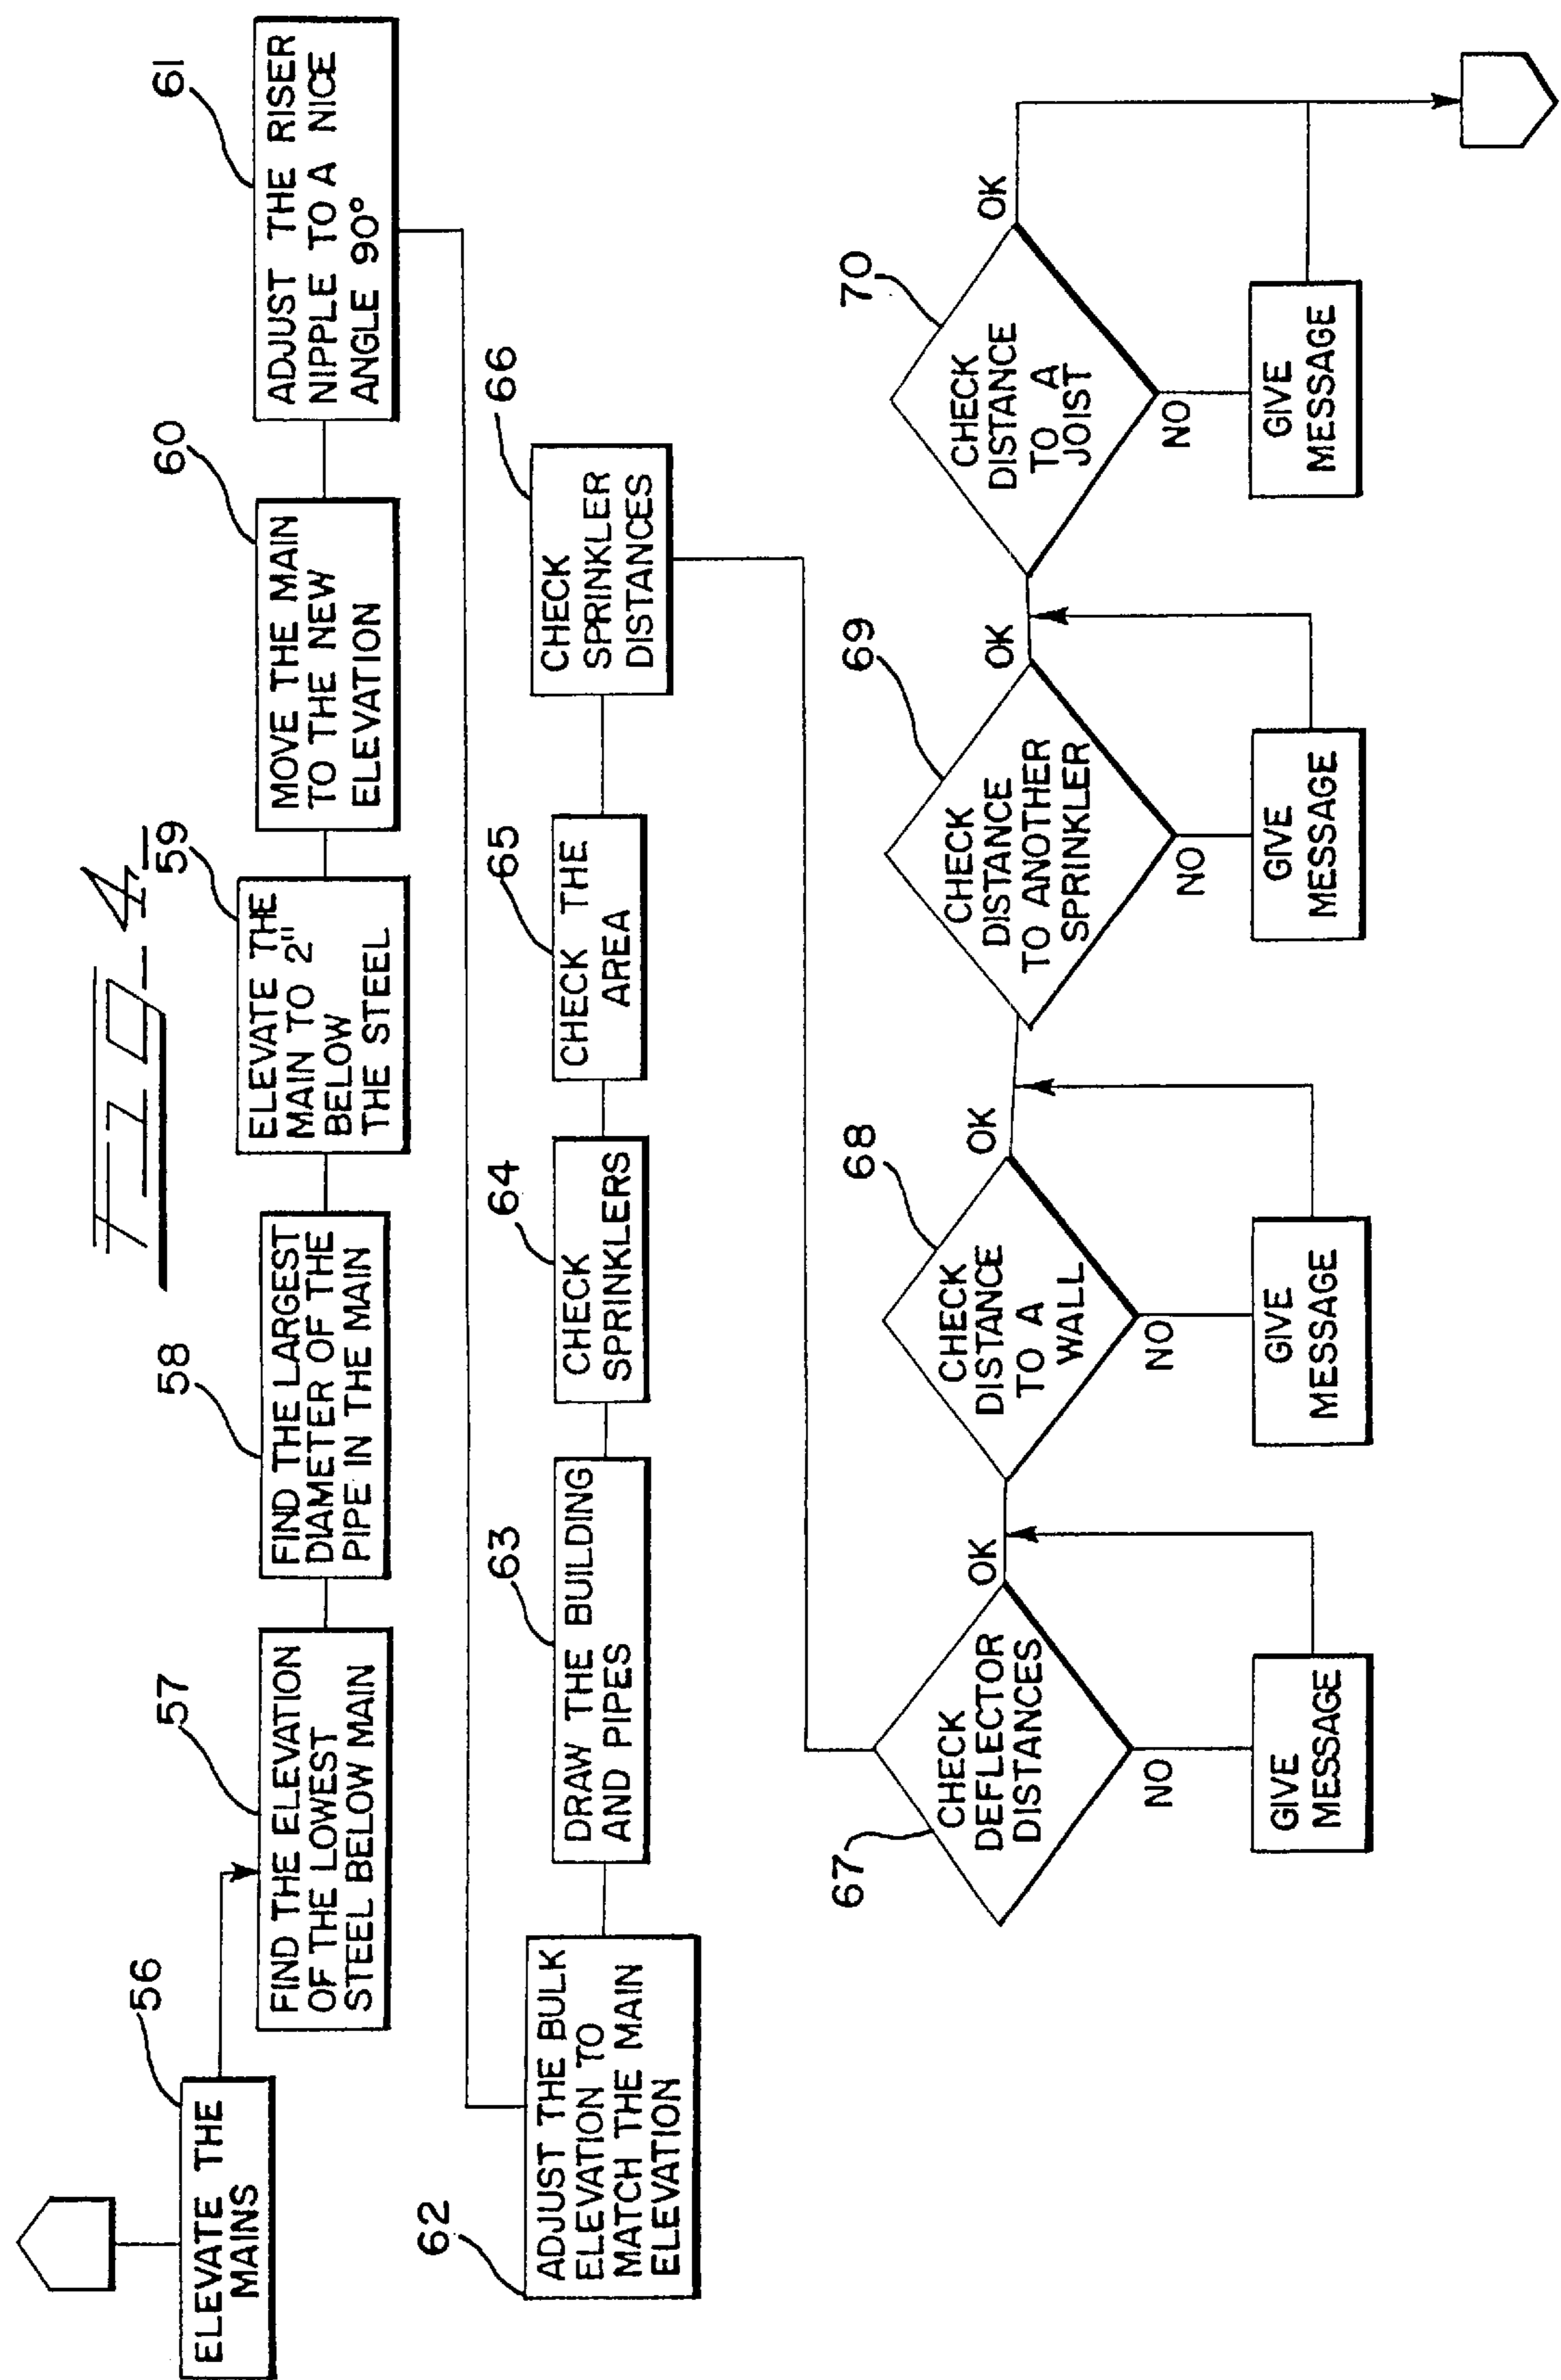 FIG. 4.
56
ELEVATE THE
MAINS
57
FIND THE ELEVATION
OF THE LOWEST
STEEL BELOW MAIN
58
FIND THE LARGEST
DIAMETER OF THE
PIPE IN THE MAIN
59
ELEVATE THE
MAIN TO 2"
BELOW
THE STEEL
60
MOVE THE MAIN
TO THE NEW
ELEVATION
61
ADJUST THE RISER
NIPPLE TO A NICE
ANGLE 90°
62
ADJUST THE BULK
ELEVATION TO
MATCH THE MAIN
ELEVATION
63
DRAW THE BUILDING
AND PIPES
64
CHECK
SPRINKLERS
65
CHECK THE
AREA
66
CHECK
SPRINKLER
DISTANCES
67
CHECK
DEFLECTOR
DISTANCES
OK
NO
GIVE
MESSAGE
68
CHECK
DISTANCE
TO A
WALL
OK
NO
GIVE
MESSAGE
69
CHECK
DISTANCE
TO ANOTHER
SPRINKLER
OK
NO
GIVE
MESSAGE
70
CHECK
DISTANCE
TO A
JOIST
OK
NO
GIVE
MESSAGE